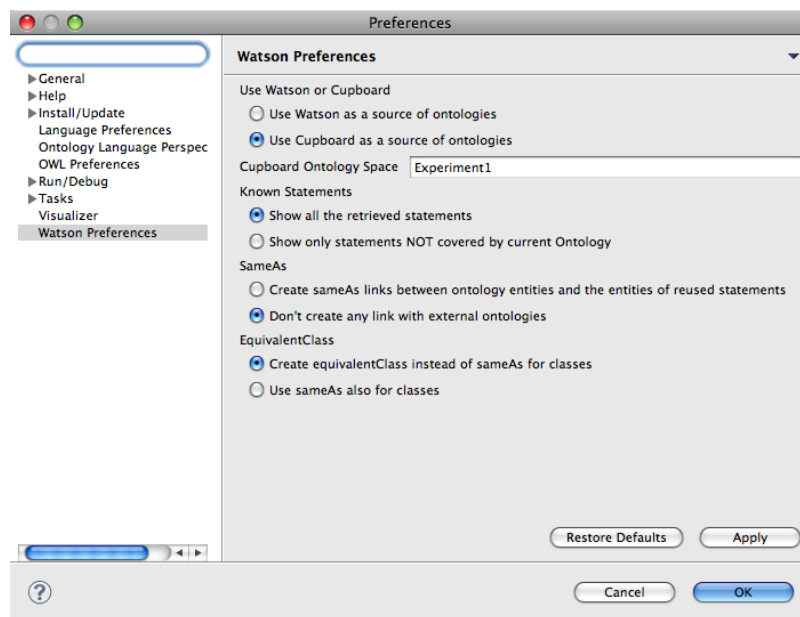 Preferences
Watson Preferences
General
Help
Install/Update
Language Preferences
Ontology Language Perspec
OWL Preferences
Run/Debug
Tasks
Visualizer
Watson Preferences
Use Watson or Cupboard
Use Watson as a source of ontologies
Use Cupboard as a source of ontologies
Cupboard Ontology Space Experiment1
Known Statements
Show all the retrieved statements
Show only statements NOT covered by current Ontology
SameAs
Create sameAs links between ontology entities and the entities of reused statements
Don't create any link with external ontologies
EquivalentClass
Create equivalentClass instead of sameAs for classes
Use sameAs also for classes
Restore Defaults Apply
? Cancel OK